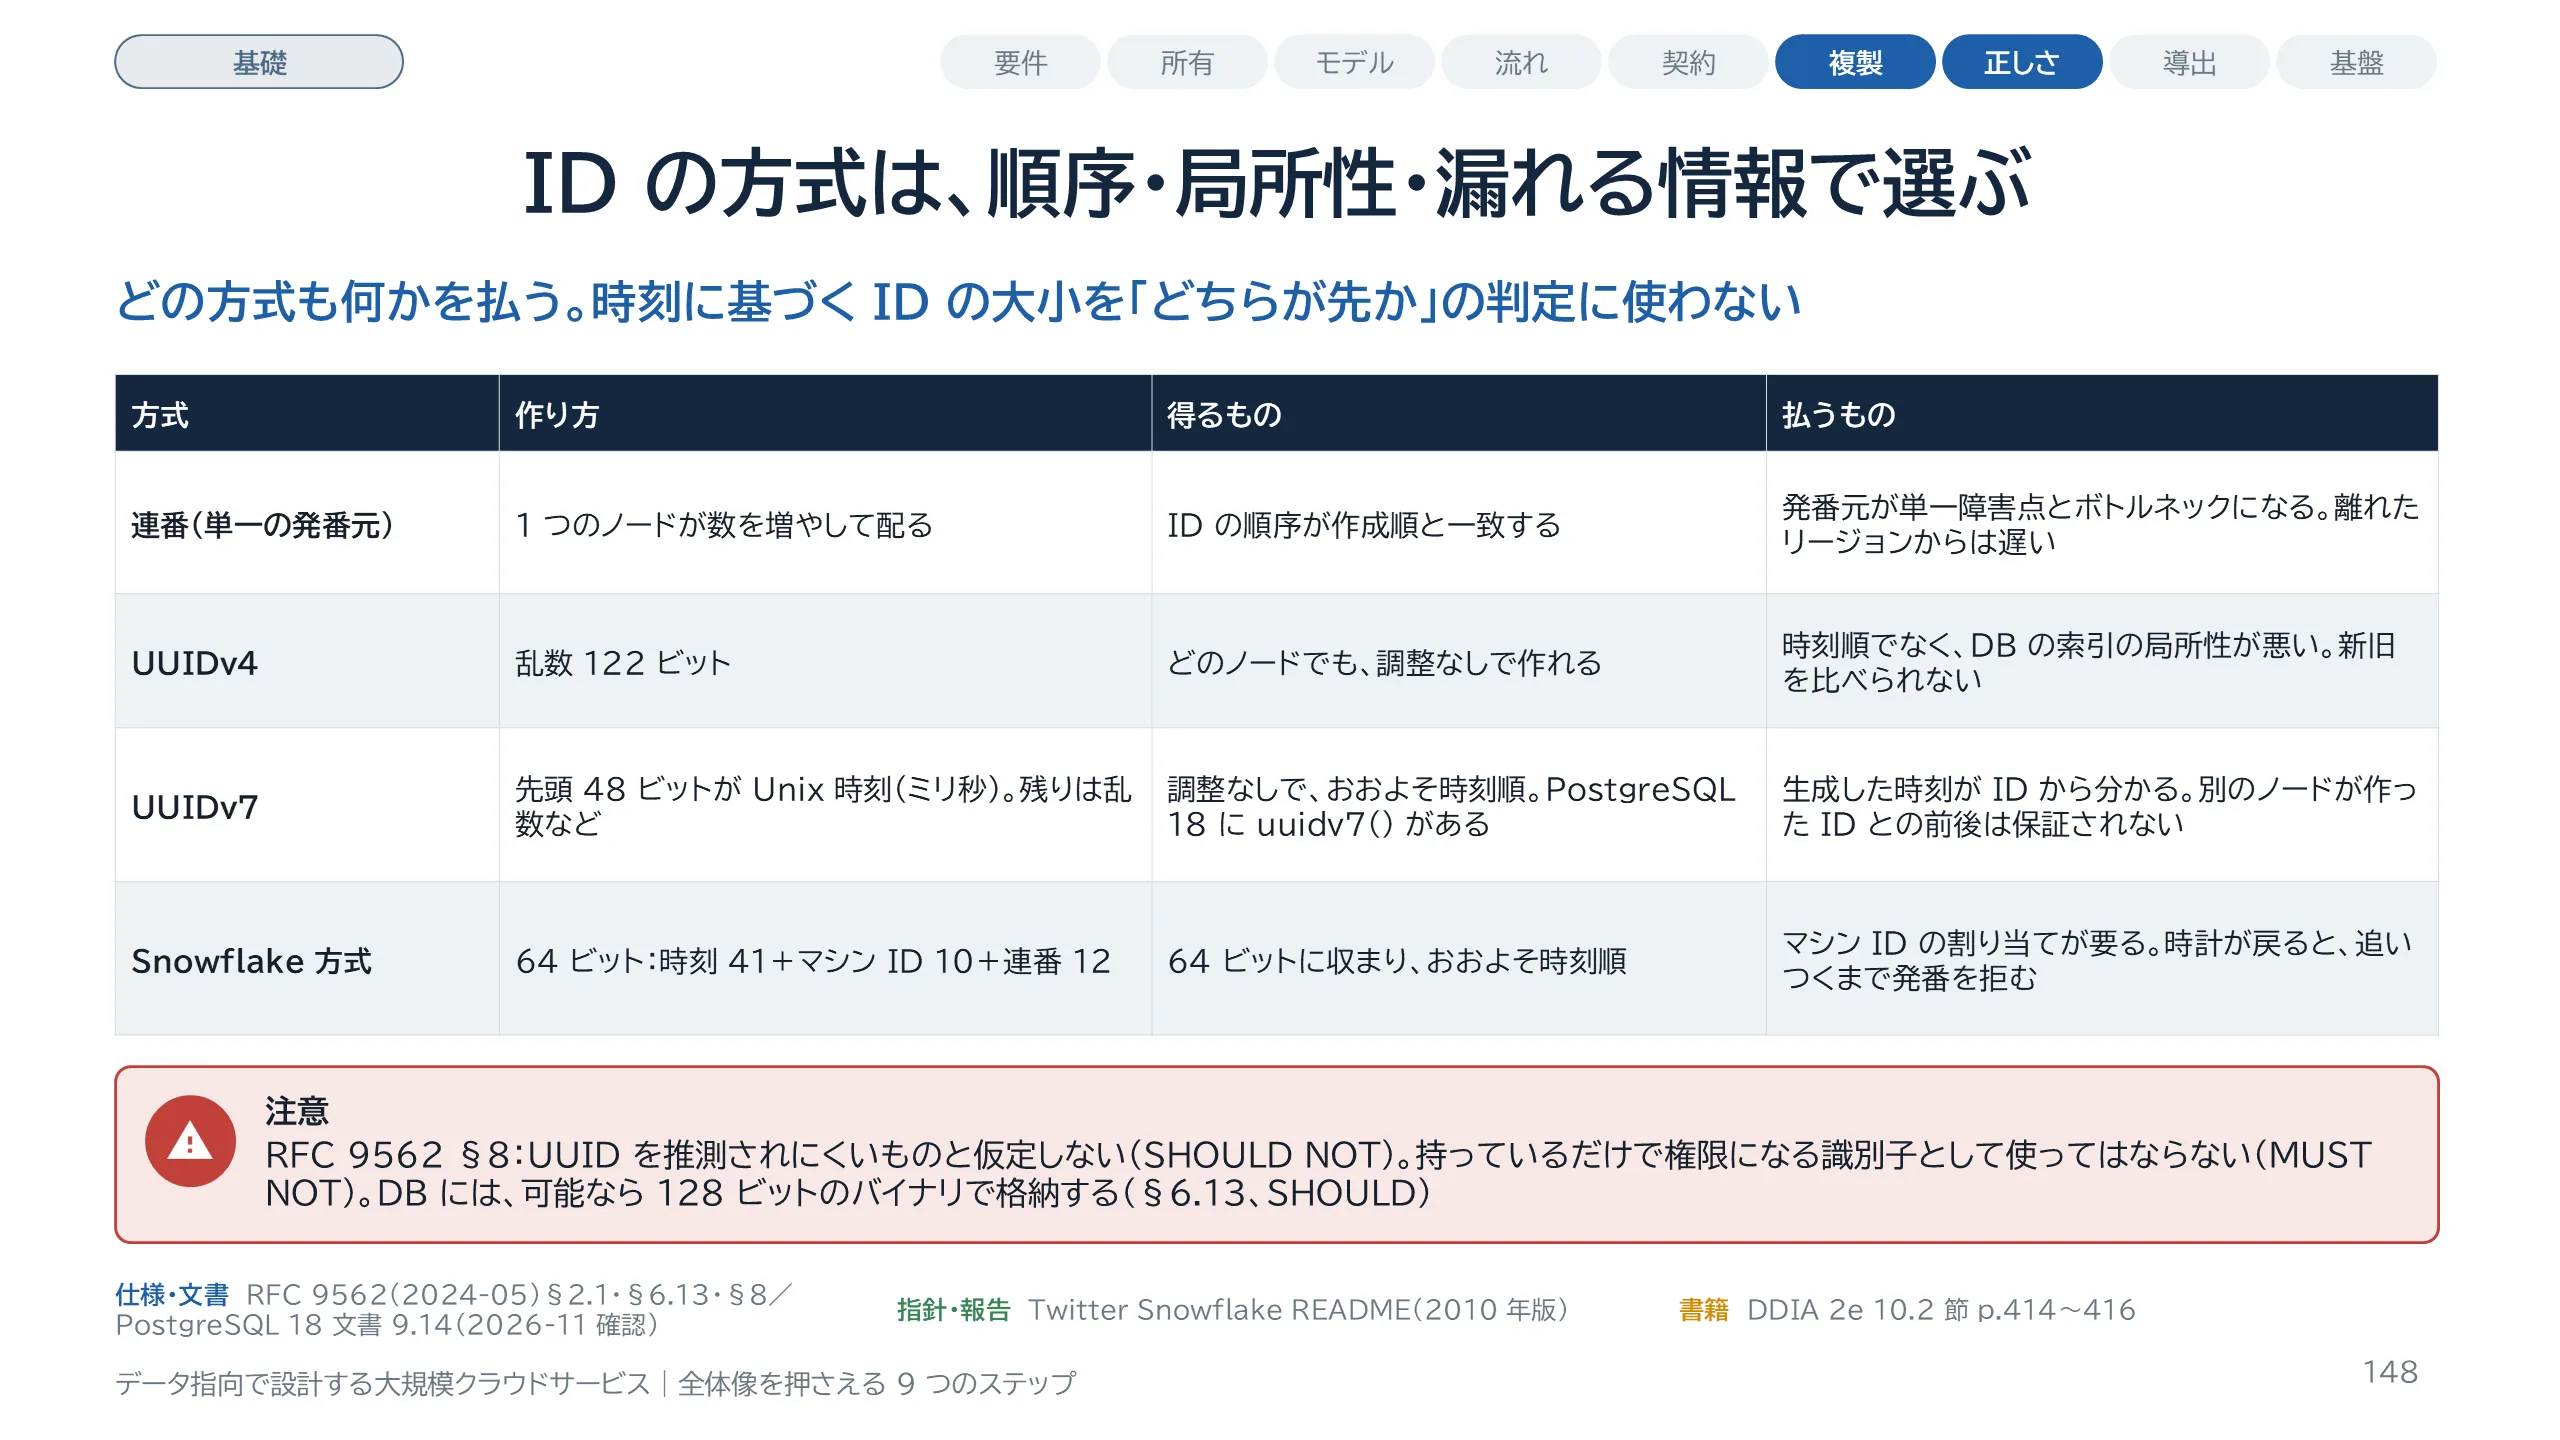 基礎
要件
所有
モデル
流れ
契約
複製
正しさ
導出
基盤
ID の方式は、順序・局所性・漏れる情報で選ぶ
どの方式も何かを払う。時刻に基づく ID の大小を「どちらが先か」の判定に使わない
方式
作り方
得るもの
払うもの
連番（単一の発番元）
1 つのノードが数を増やして配る
ID の順序が作成順と一致する
発番元が単一障害点とボトルネックになる。離れた
リージョンからは遅い
UUIDv4
乱数 122 ビット
どのノードでも、調整なしで作れる
時刻順でなく、DB の索引の局所性が悪い。新旧
を比べられない
UUIDv7
先頭 48 ビットが Unix 時刻（ミリ秒）。残りは乱
数など
調整なしで、おおよそ時刻順。PostgreSQL
18 に uuidv7() がある
生成した時刻が ID から分かる。別のノードが作っ
た ID との前後は保証されない
Snowflake 方式
64 ビット：時刻 41＋マシン ID 10＋連番 12
64 ビットに収まり、おおよそ時刻順
マシン ID の割り当てが要る。時計が戻ると、追い
つくまで発番を拒む
注意
RFC 9562 §8：UUID を推測されにくいものと仮定しない（SHOULD NOT）。持っているだけで権限になる識別子として使ってはならない（MUST
NOT）。DB には、可能なら 128 ビットのバイナリで格納する（§6.13、SHOULD）
仕様・文書 RFC 9562（2024-05）§2.1・§6.13・§8／
PostgreSQL 18 文書 9.14（2026-11 確認）
指針・報告 Twitter Snowflake README（2010 年版）
書籍 DDIA 2e 10.2 節 p.414〜416
データ指向で設計する大規模クラウドサービス｜全体像を押さえる 9 つのステップ
148